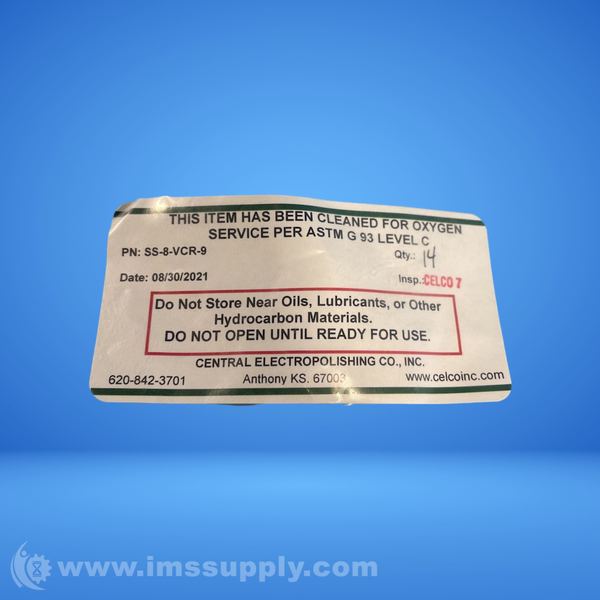 THIS ITEM HAS BEEN CLEANED FOR OXYGEN
SERVICE PER ASTM G 93 LEVEL C
PN: SS-8-VCR-9
Qty.: 14
Date: 08/30/2021
Insp.:CELCO 7
Do Not Store Near Oils, Lubricants, or Other
Hydrocarbon Materials.
DO NOT OPEN UNTIL READY FOR USE.
CENTRAL ELECTROPOLISHING CO., INC.
620-842-3701 Anthony KS. 67003 www.celcoinc.com
www.imssupply.com